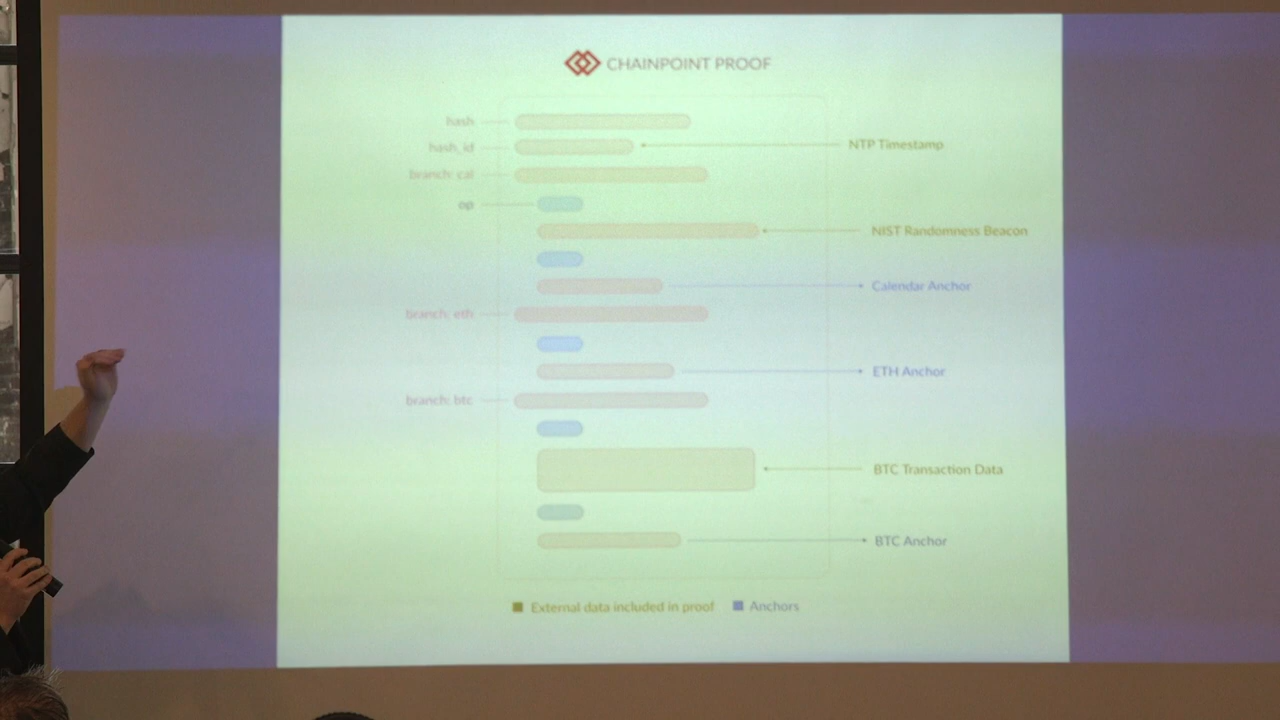 CHAINPOINT PROOF
hash
hash_id
NTP Timestamp
branch: cal
op
NIST Randomness Beacon
Calendar Anchor
branch: eth
ETH Anchor
branch: btc
BTC Transaction Data
BTC Anchor
External data included in proof
Anchors